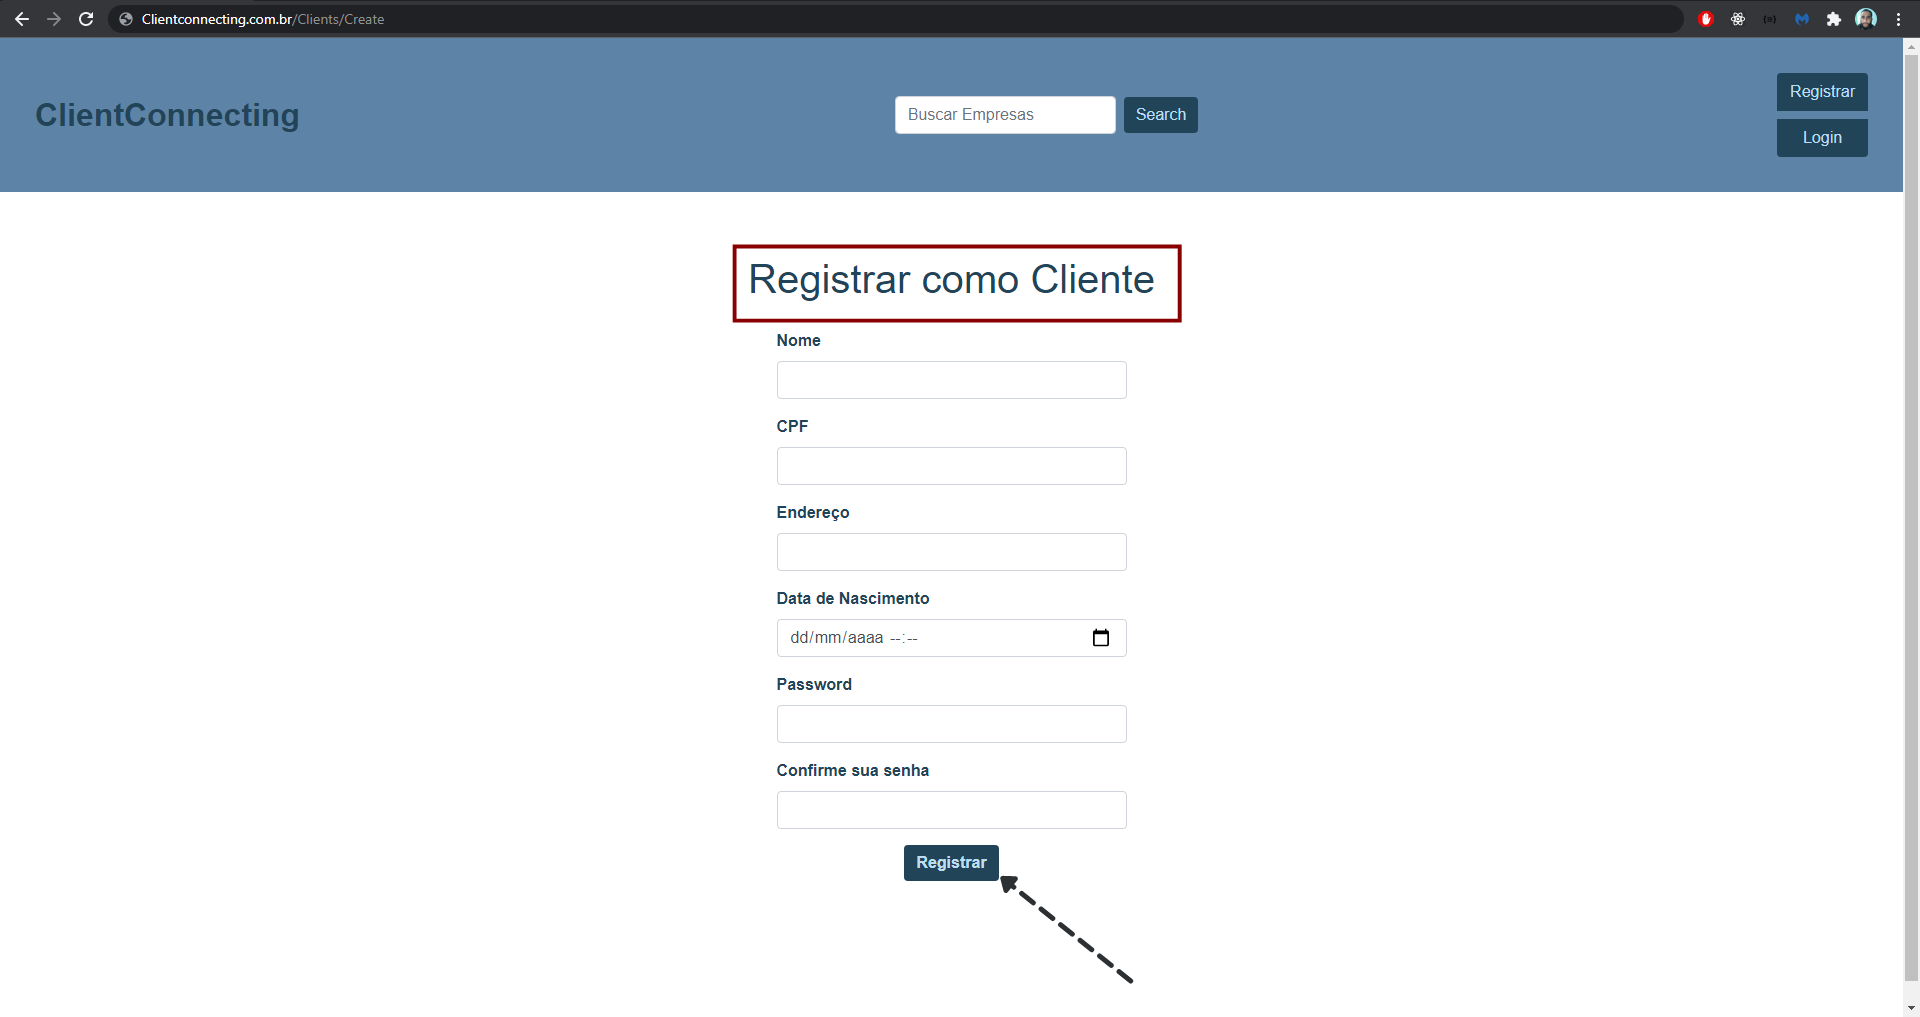 Clientconnecting.com.br/Clients/Create
ClientConnecting
Buscar Empresas
Search
Registrar
Login
Registrar como Cliente
Nome
CPF
Endereço
Data de Nascimento
dd/mm/aaaa --:--
Password
Confirme sua senha
Registrar